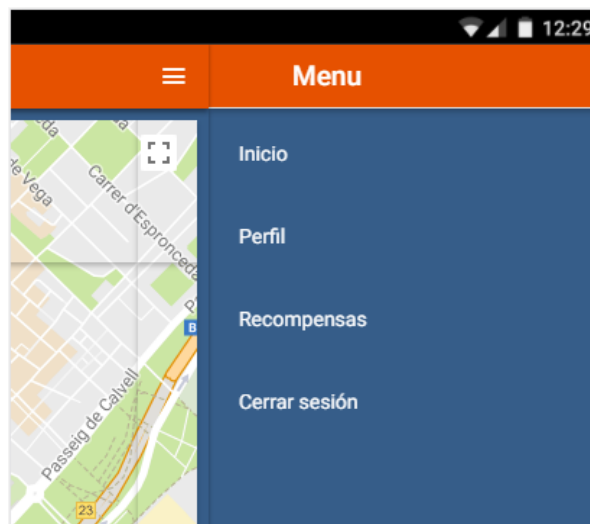 12:29
Menu
Inicio
Perfil
Recompensas
Cerrar sesión
de Vega
Carrer d'Espronceda
B
Passeig de Calvell
23